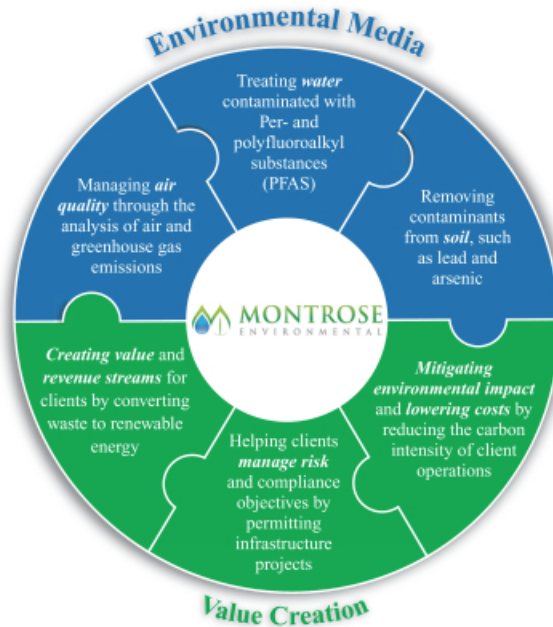 Environmental Media
Treating water
contaminated with
Per- and
polyfluoroalkyl
substances
(PFAS)
Managing air
quality through the
analysis of air and
greenhouse gas
emissions
Removing
contaminants
from soil, such
as lead and
arsenic
MONTROSE
ENVIRONMENTAL
Creating value and
revenue streams for
clients by converting
waste to renewable
energy
Mitigating
environmental impact
and lowering costs by
reducing the carbon
intensity of client
operations
Helping clients
manage risk
and compliance
objectives by
permitting
infrastructure
projects
Value Creation